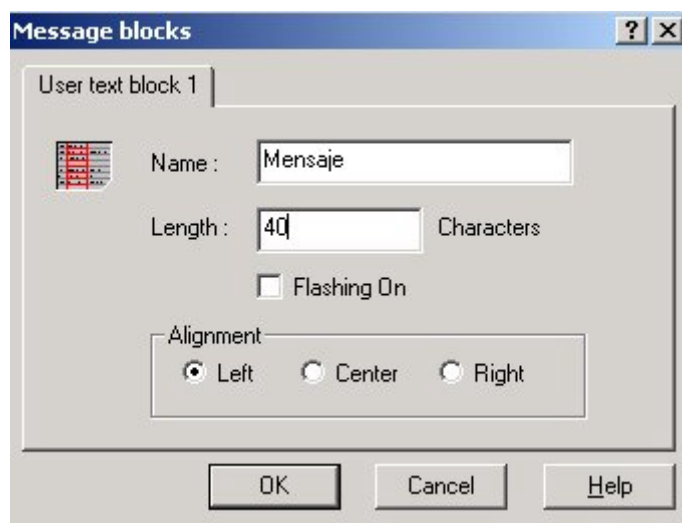 Message blocks
User text block 1
Name : Mensaje
Length : 40 Characters
Flashing On
Alignment
Left Center Right
OK Cancel Help